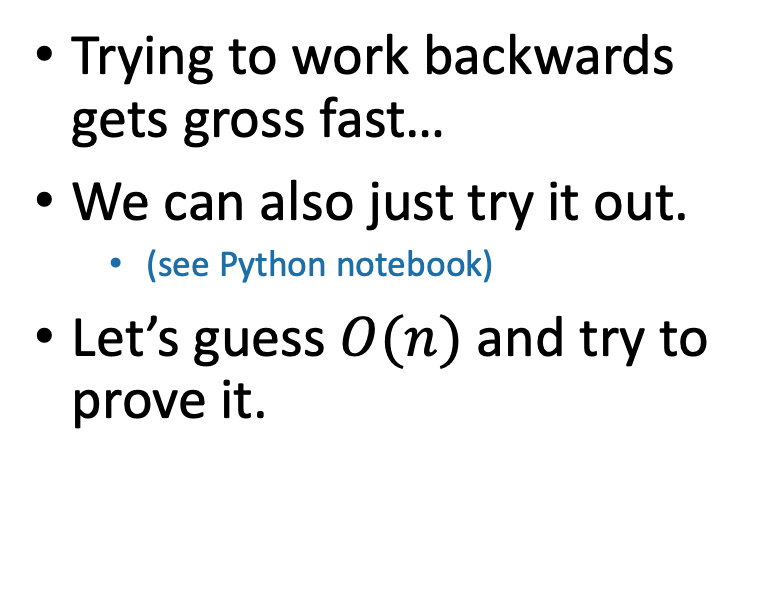 • Trying to work backwards
gets gross fast…
• We can also just try it out.
• (see Python notebook)
• Let’s guess 𝑂(𝑛) and try to
prove it.